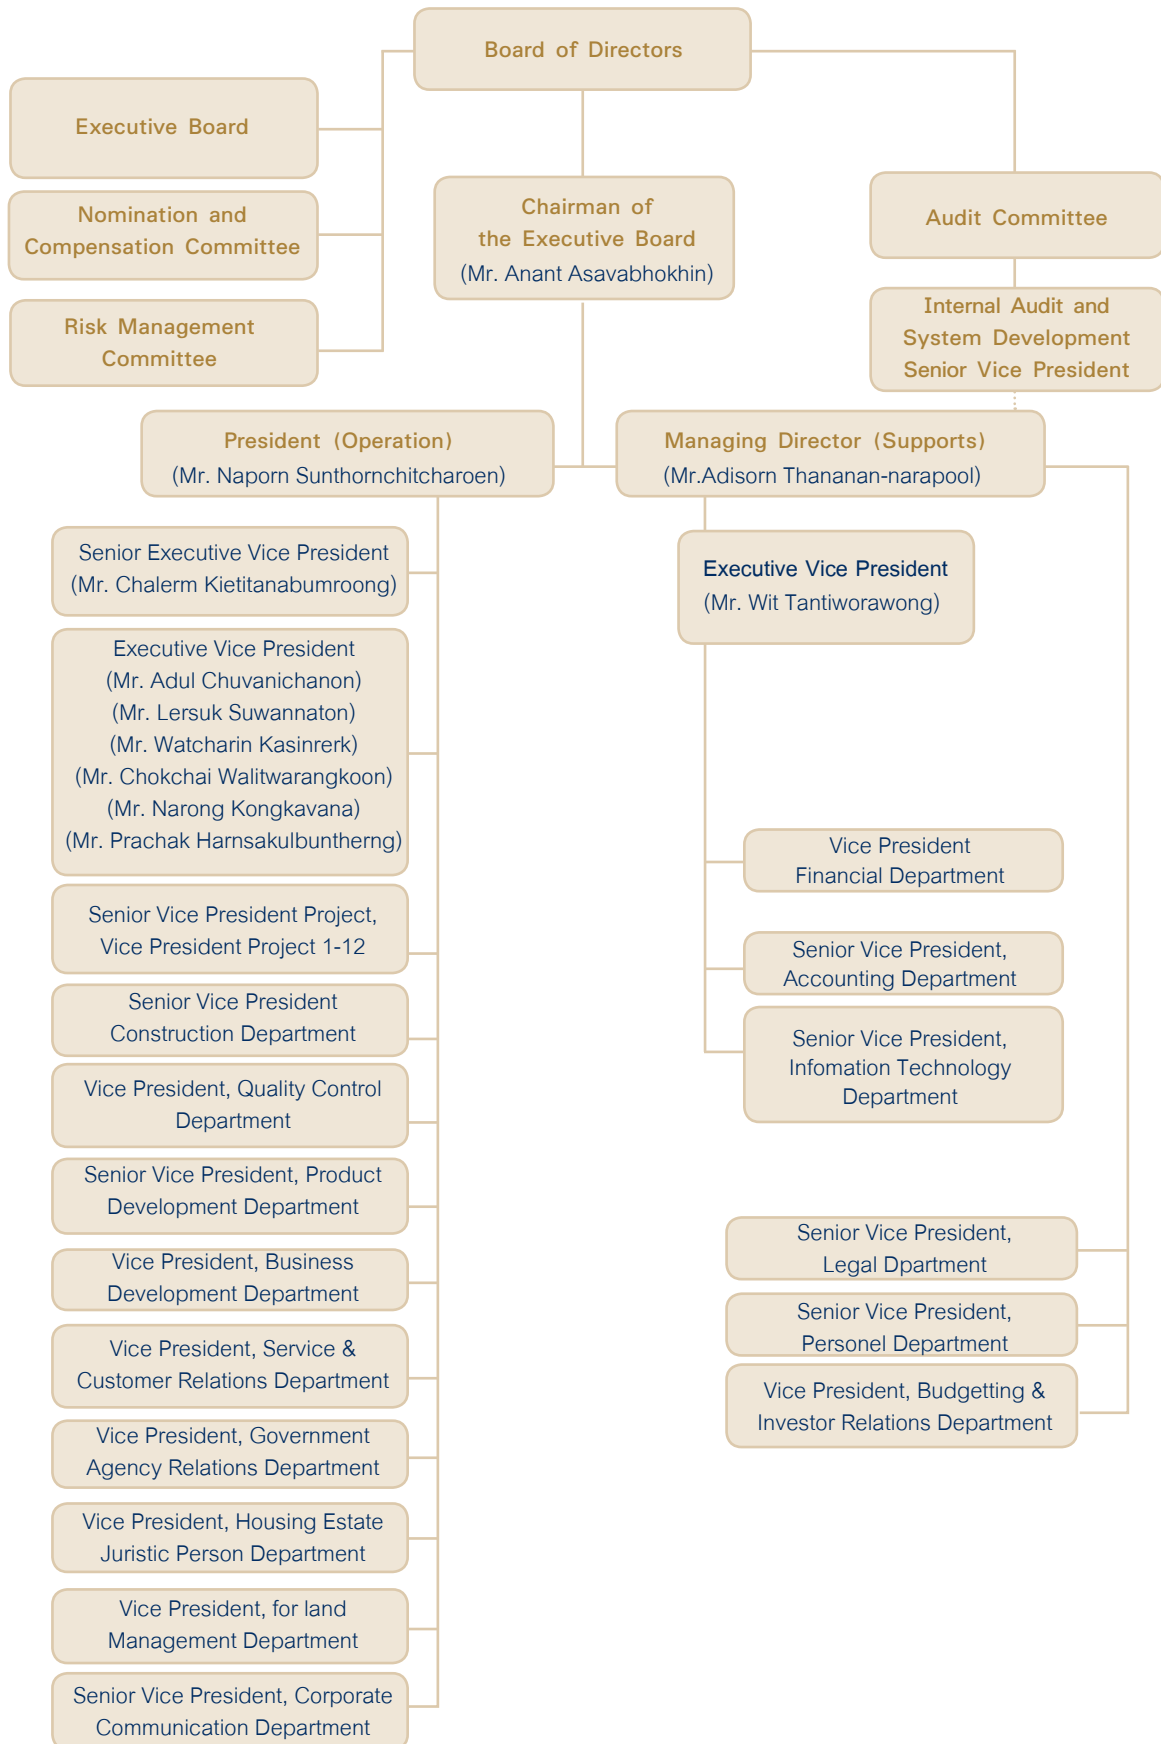 Board of Directors
Executive Board
Nomination and
Compensation Committee
Risk Management
Committee
Chairman of
the Executive Board
(Mr. Anant Asavabhokhin)
Audit Committee
Internal Audit and
System Development
Senior Vice President
President (Operation)
(Mr. Naporn Sunthornchitcharoen)
Managing Director (Supports)
(Mr.Adisorn Thananan-narapool)
Senior Executive Vice President
(Mr. Chalerm Kietitanabumroong)
Executive Vice President
(Mr. Adul Chuvanichanon)
(Mr. Lersuk Suwannaton)
(Mr. Watcharin Kasinrerk)
(Mr. Chokchai Walitwarangkoon)
(Mr. Narong Kongkavana)
(Mr. Prachak Harnsakulbuntherng)
Senior Vice President Project,
Vice President Project 1-12
Senior Vice President
Construction Department
Vice President, Quality Control
Department
Senior Vice President, Product
Development Department
Vice President, Business
Development Department
Vice President, Service &
Customer Relations Department
Vice President, Government
Agency Relations Department
Vice President, Housing Estate
Juristic Person Department
Vice President, for land
Management Department
Senior Vice President, Corporate
Communication Department
Executive Vice President
(Mr. Wit Tantiworawong)
Vice President
Financial Department
Senior Vice President,
Accounting Department
Senior Vice President,
Infomation Technology
Department
Senior Vice President,
Legal Dpartment
Senior Vice President,
Personel Department
Vice President, Budgetting &
Investor Relations Department